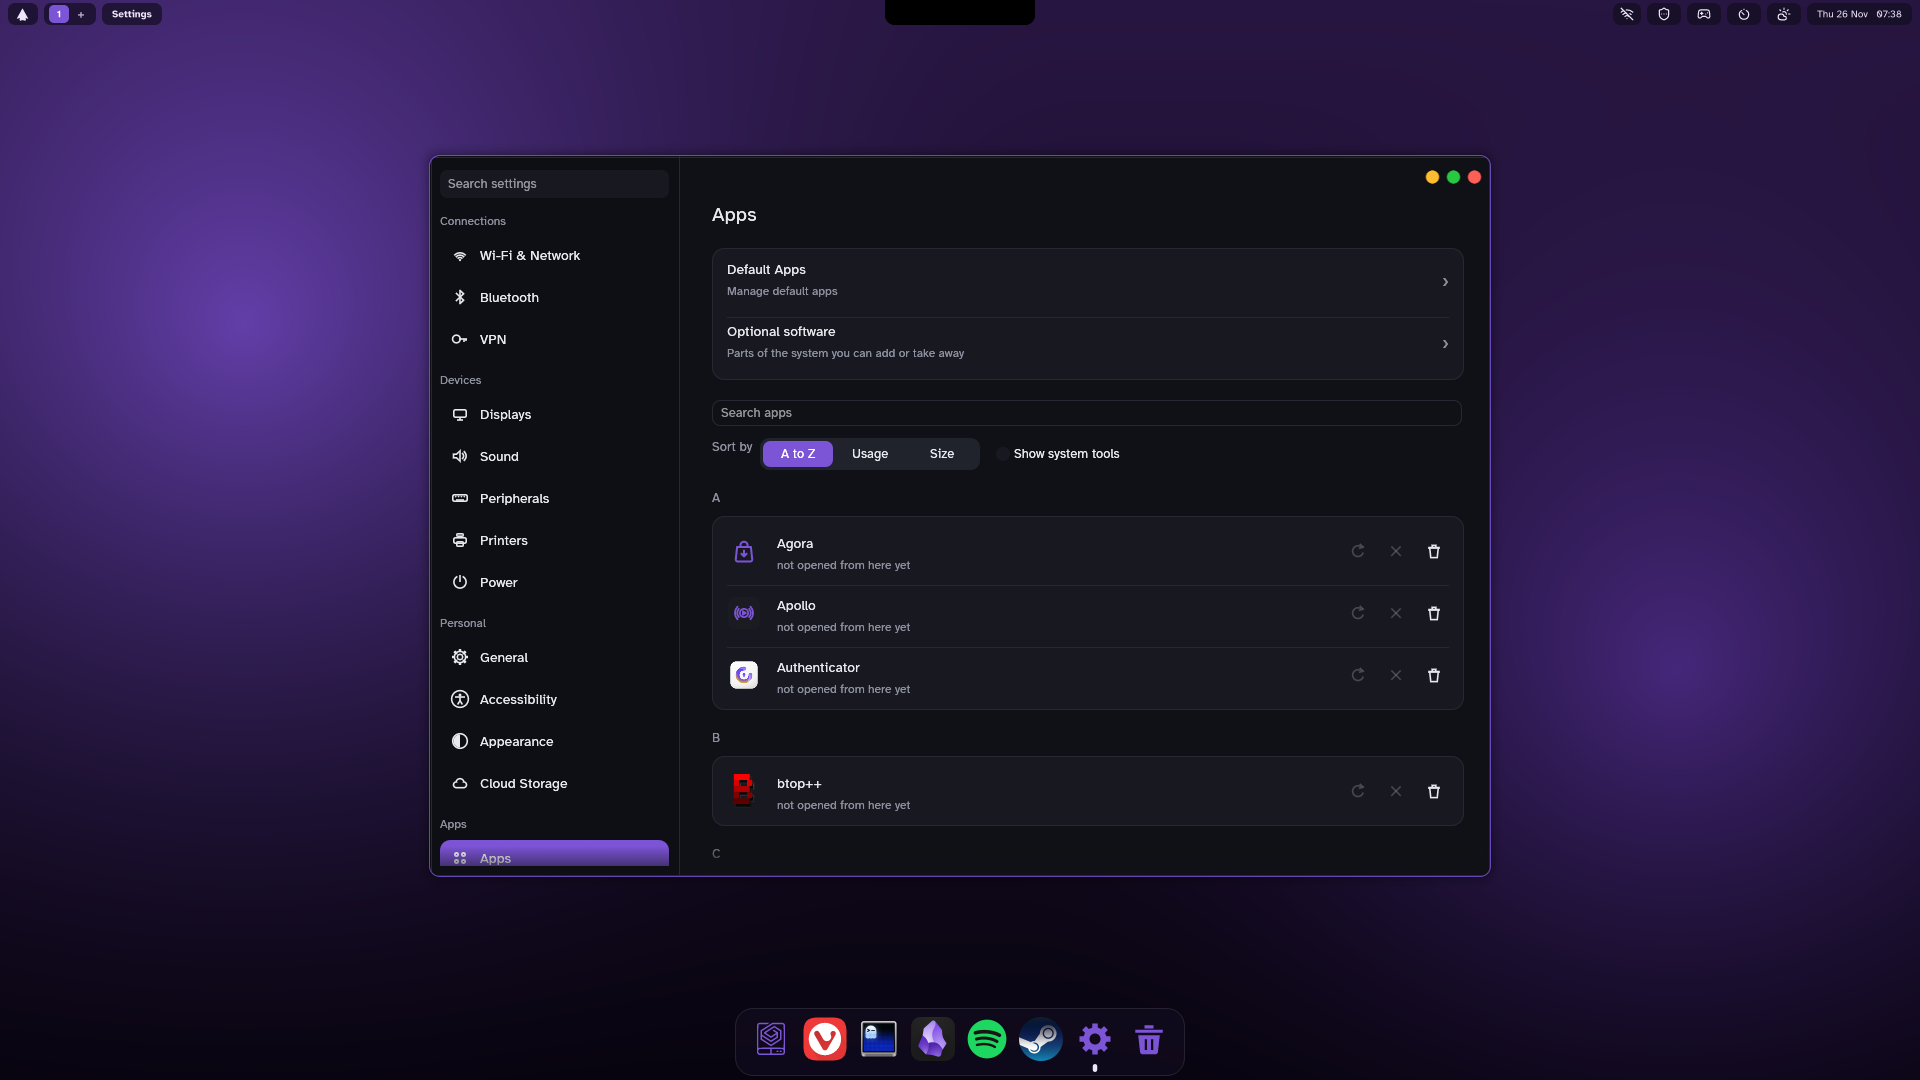 1 + Settings
Thu 26 Nov 07:38
Search settings
Connections
Wi-Fi & Network
Bluetooth
VPN
Devices
Displays
Sound
Peripherals
Printers
Power
Personal
General
Accessibility
Appearance
Cloud Storage
Apps
Apps
Apps
Default Apps
Manage default apps
Optional software
Parts of the system you can add or take away
Search apps
Sort by A to Z Usage Size Show system tools
A
Agora
not opened from here yet
Apollo
not opened from here yet
Authenticator
not opened from here yet
B
btop++
not opened from here yet
C